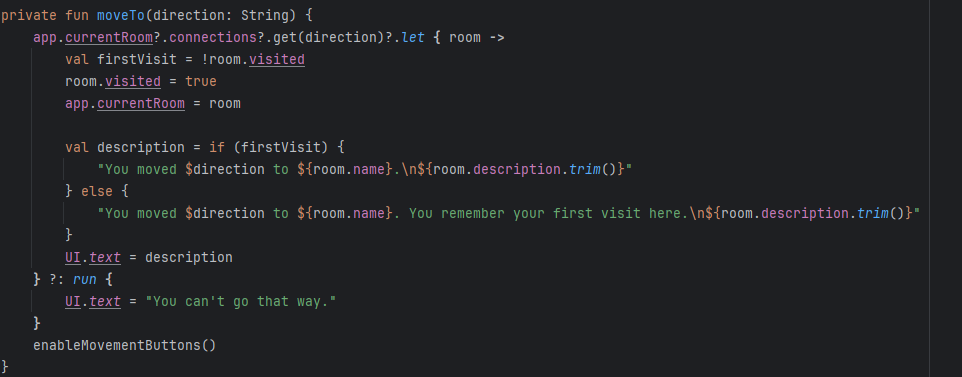 private fun moveTo(direction: String) {
    app.currentRoom?.connections?.get(direction)?.let { room ->
        val firstVisit = !room.visited
        room.visited = true
        app.currentRoom = room

        val description = if (firstVisit) {
            "You moved $direction to ${room.name}.\n${room.description.trim()}"
        } else {
            "You moved $direction to ${room.name}. You remember your first visit here.\n${room.description.trim()}"
        }
        UI.text = description
    } ?: run {
        UI.text = "You can't go that way."
    }
    enableMovementButtons()
}